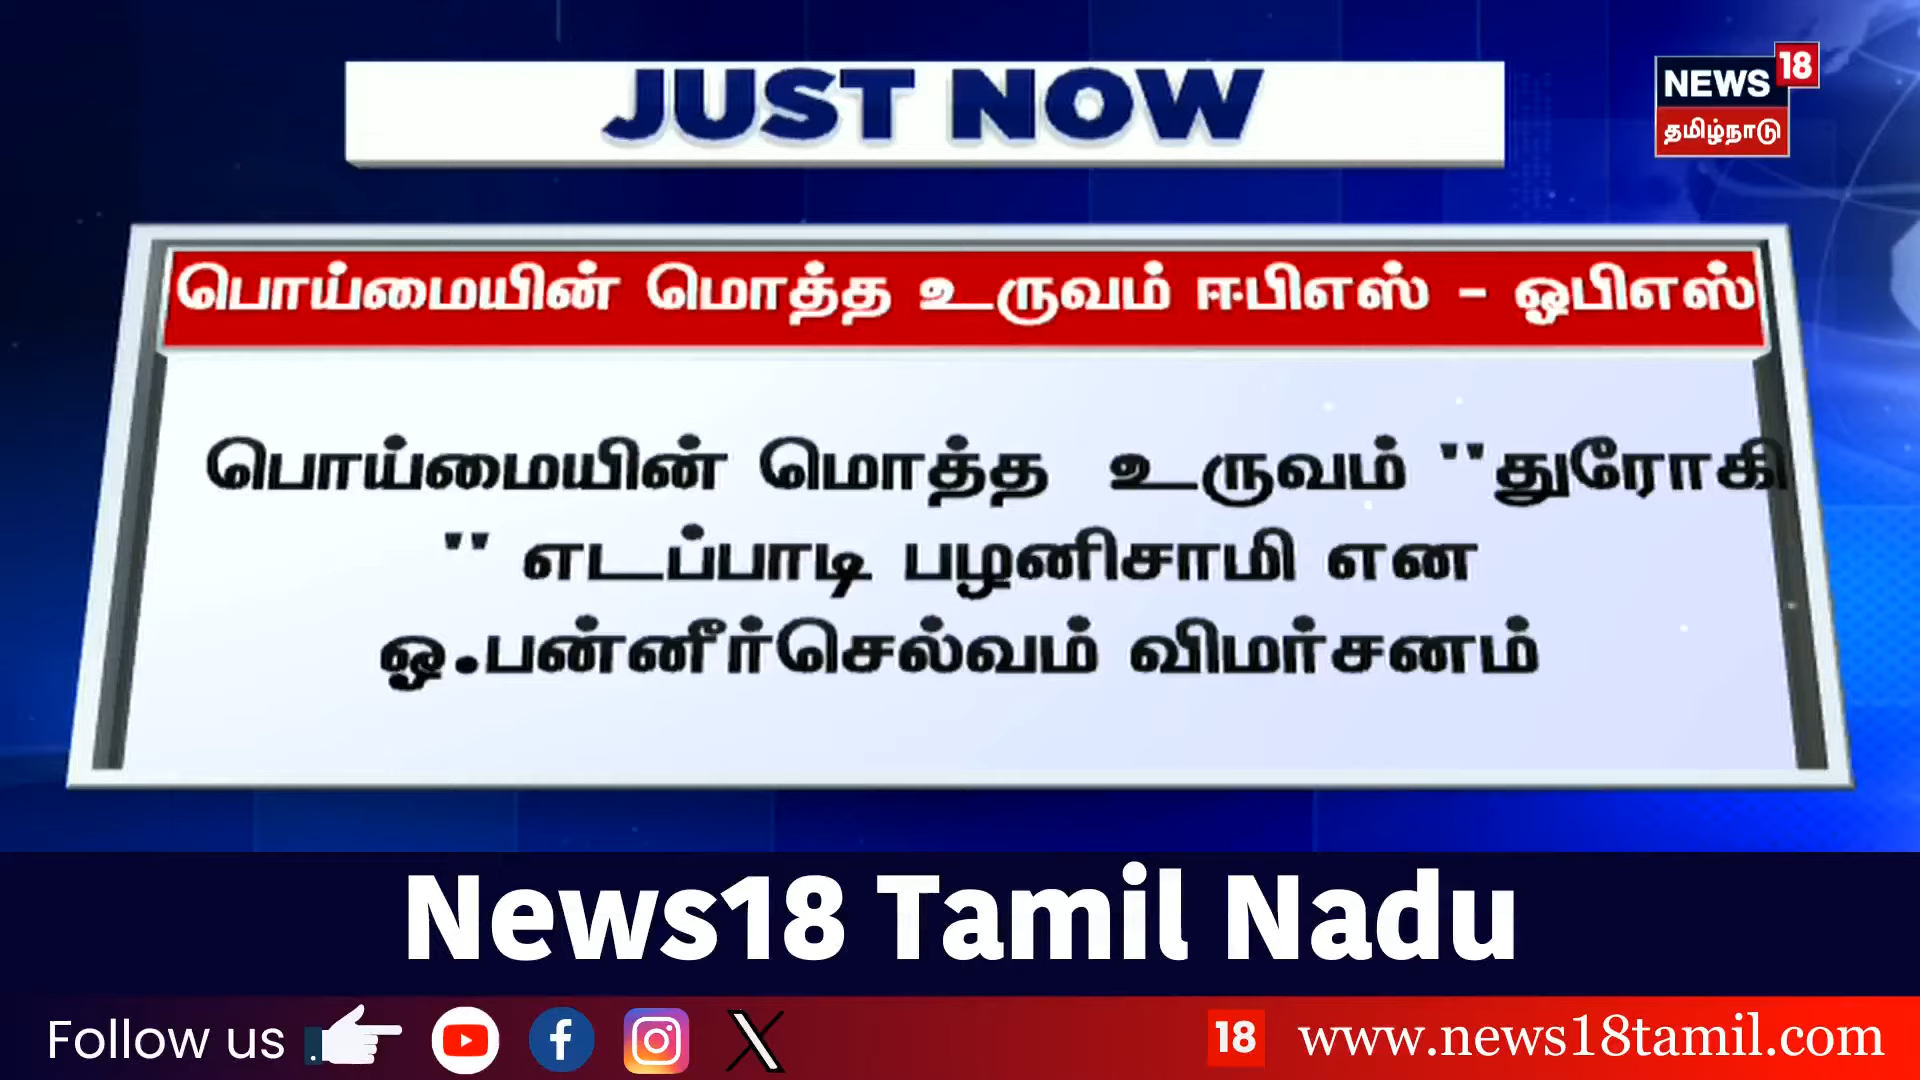 JUST NOW
NEWS 18
தமிழ்நாடு
பொய்மையின் மொத்த உருவம் ஈபிஎஸ் - ஓபிஎஸ்
பொய்மையின் மொத்த உருவம் "துரோகி
" எடப்பாடி பழனிசாமி என
ஒ.பன்னீர்செல்வம் விமர்சனம்
News18 Tamil Nadu
Follow us
18 www.news18tamil.com